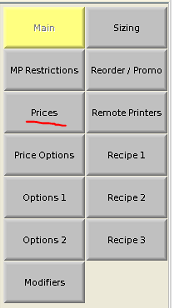 Main
Sizing
MP Restrictions
Reorder / Promo
Prices
Remote Printers
Price Options
Recipe 1
Options 1
Recipe 2
Options 2
Recipe 3
Modifiers